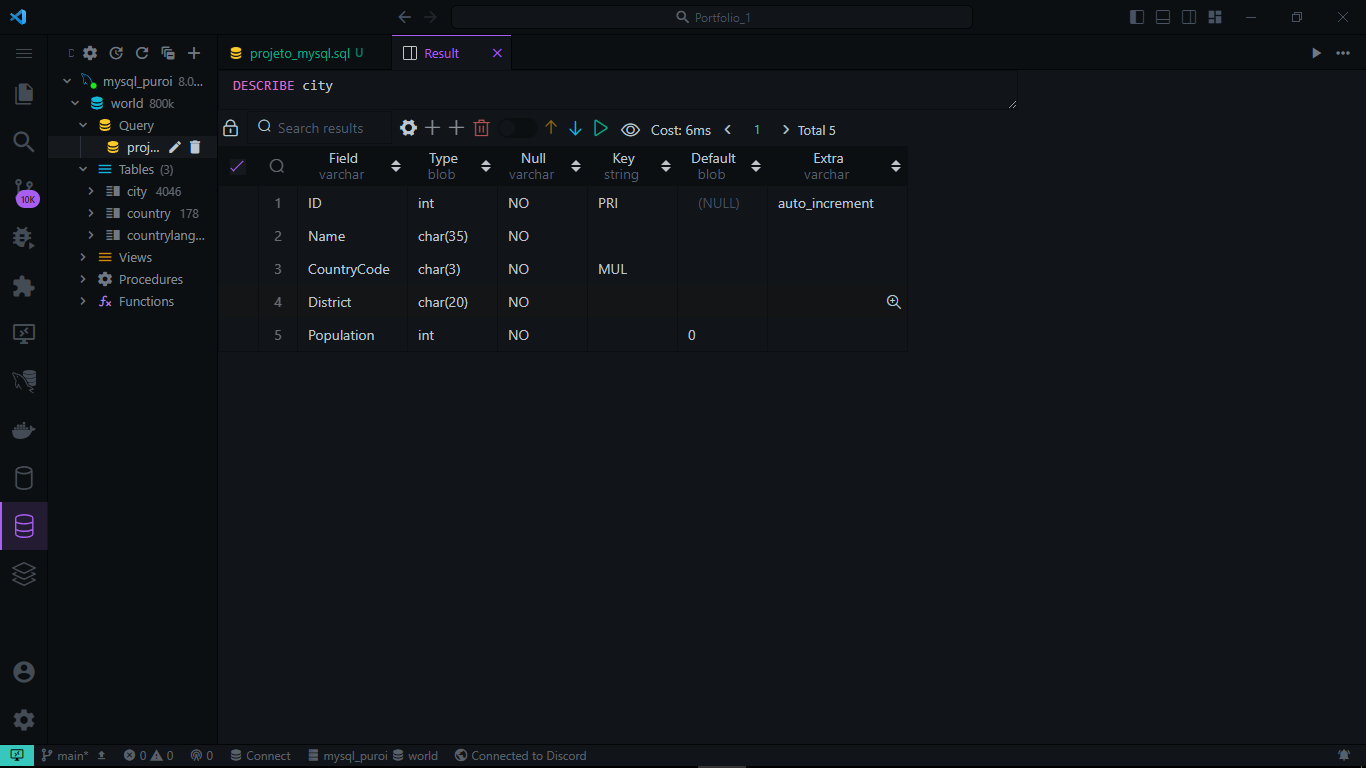 Portfolio_1
projeto_mysql.sql U
Result
DESCRIBE city
mysql_puroi 8.0...
world 800k
Query
proj...
Tables (3)
city 4046
country 178
countrylang...
Views
Procedures
Functions
10K
Search results
Cost: 6ms
1
Total 5
Field Type Null Key Default Extra
varchar blob varchar string blob varchar
1 ID int NO PRI (NULL) auto_increment
2 Name char(35) NO
3 CountryCode char(3) NO MUL
4 District char(20) NO
5 Population int NO 0
main* 0 0 0 Connect mysql_puroi world Connected to Discord